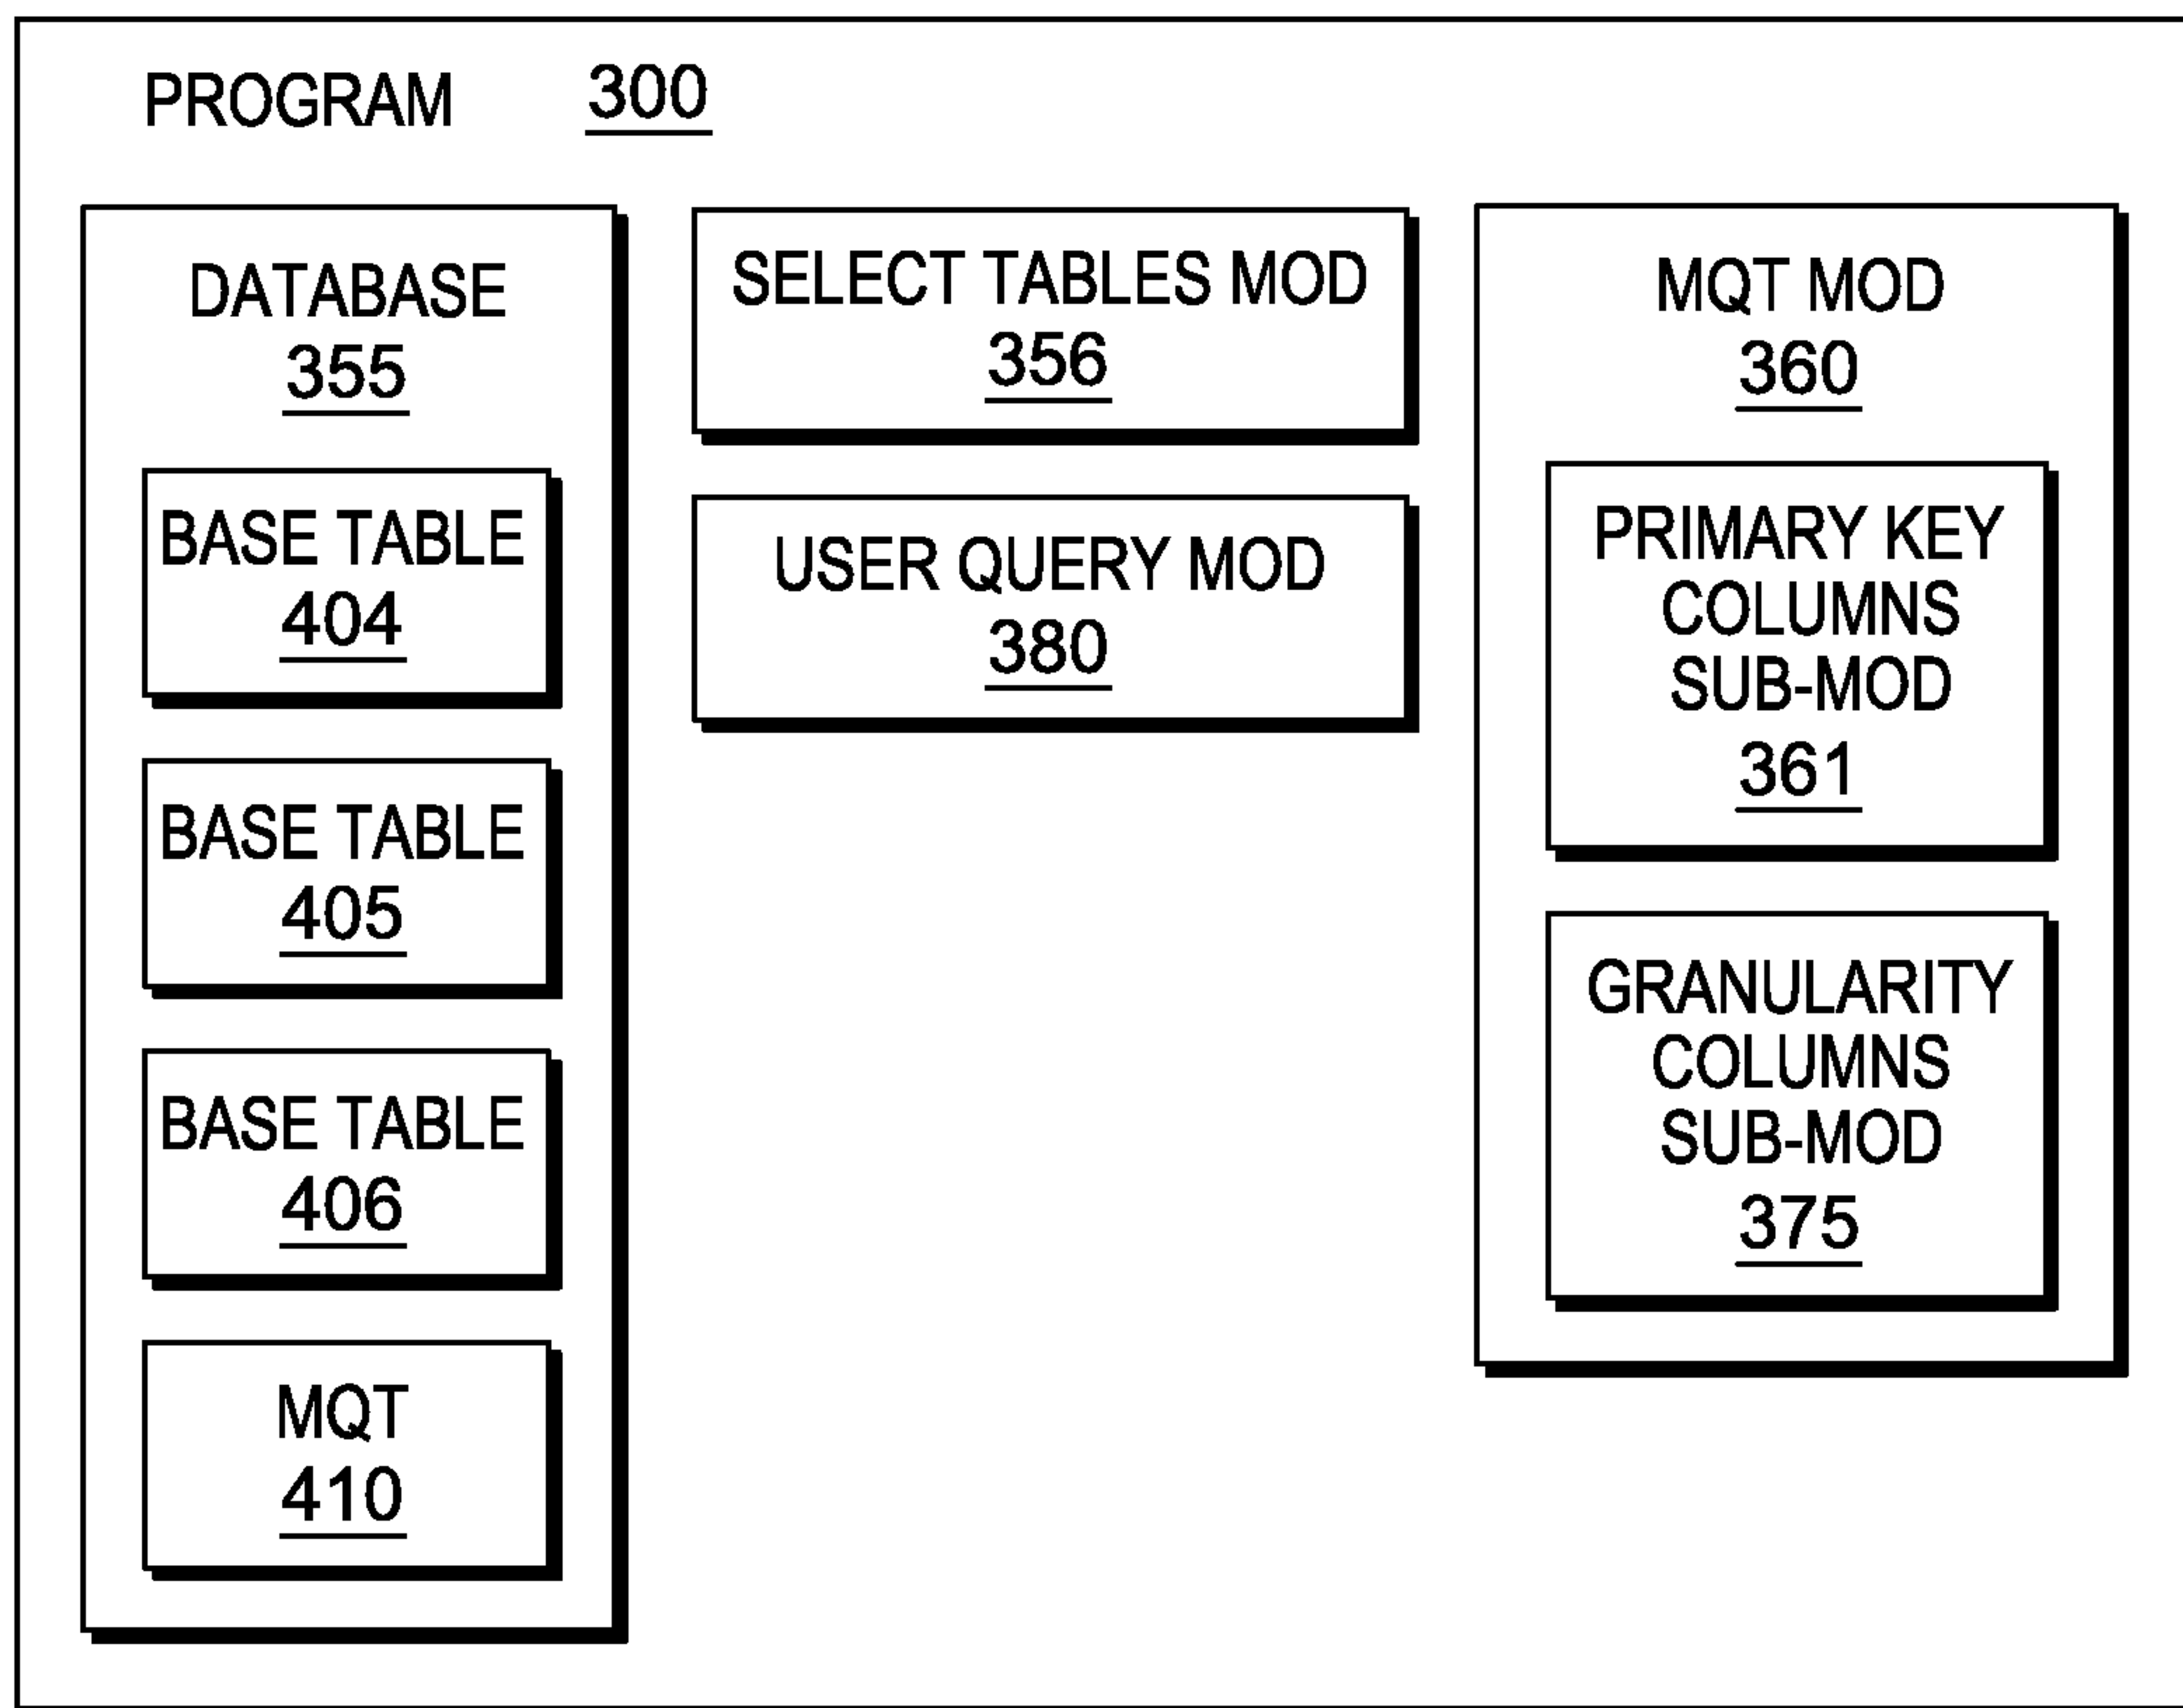 PROGRAM 300
DATABASE
355
BASE TABLE
404
BASE TABLE
405
BASE TABLE
406
MQT
410
SELECT TABLES MOD
356
USER QUERY MOD
380
MQT MOD
360
PRIMARY KEY
COLUMNS
SUB-MOD
361
GRANULARITY
COLUMNS
SUB-MOD
375